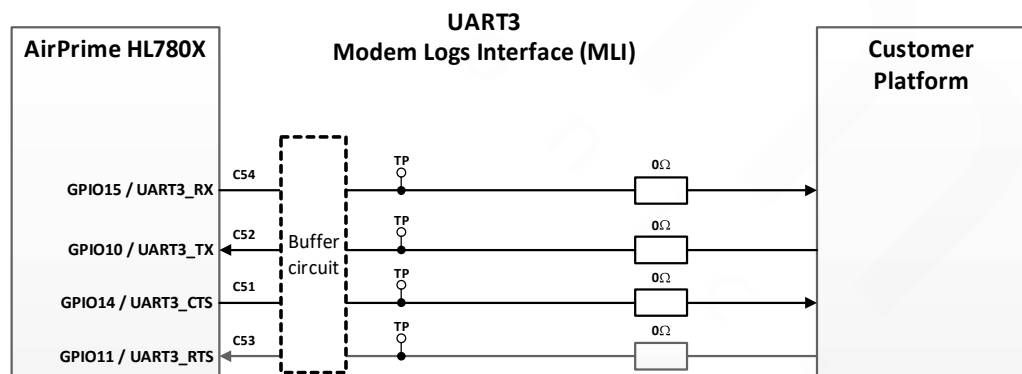 UART3
Modem Logs Interface (MLI)
AirPrime HL780X
Customer
Platform
GPIO15 / UART3_RX
C54
TP
0Ω
GPIO10 / UART3_TX
C52
TP
0Ω
Buffer
circuit
GPIO14 / UART3_CTS
C51
TP
0Ω
GPIO11 / UART3_RTS
C53
TP
0Ω